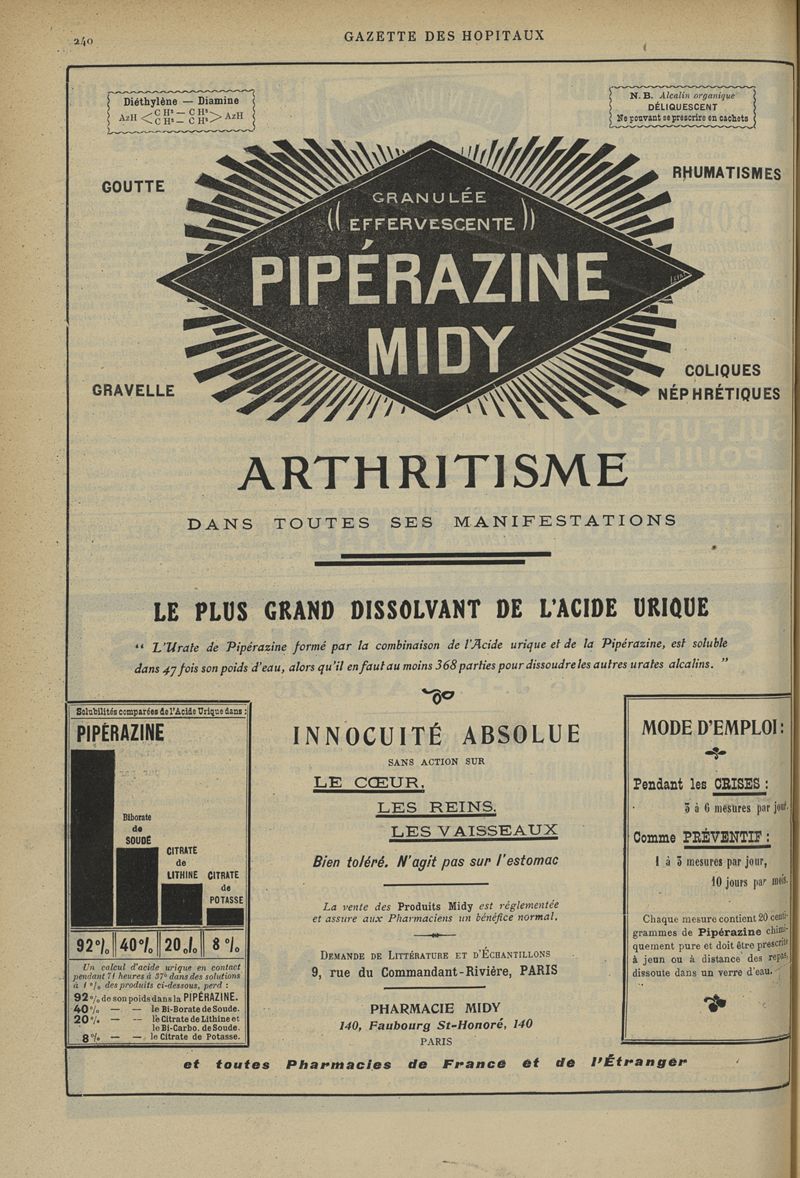 240
GAZETTE DES HOPITAUX
Diéthylène — Diamine
AzH < C H² — C H² > AzH
C H² — C H²
N. B. Alcalin organique
DÉLIQUESCENT
Ne pouvant se prescrire en cachets
GOUTTE
RHUMATISMES
GRANULÉE
(( EFFERVESCENTE ))
PIPÉRAZINE
MIDY
GRAVELLE
COLIQUES
NÉPHRÉTIQUES
ARTHRITISME
DANS TOUTES SES MANIFESTATIONS
LE PLUS GRAND DISSOLVANT DE L'ACIDE URIQUE
“ L'Urate de Pipérazine formé par la combinaison de l'Acide urique et de la Pipérazine, est soluble
dans 47 fois son poids d'eau, alors qu'il en faut au moins 368 parties pour dissoudre les autres urates alcalins. ”
Solubilités comparées de l'Acide Urique dans :
PIPÉRAZINE
Biborate
de
SOUDE
CITRATE
de
LITHINE
CITRATE
de
POTASSE
92% 40% 20% 8%
Un calcul d'acide urique en contact
pendant 71 heures à 37° dans des solutions
à 1 % des produits ci-dessous, perd :
92% de son poids dans la PIPÉRAZINE.
40% — — le Bi-Borate de Soude.
20% — — le Citrate de Lithine et
le Bi-Carbo. de Soude.
8% — — le Citrate de Potasse.
INNOCUITÉ ABSOLUE
SANS ACTION SUR
LE CŒUR,
LES REINS,
LES VAISSEAUX
Bien toléré. N'agit pas sur l'estomac
La vente des Produits Midy est réglementée
et assure aux Pharmaciens un bénéfice normal.
DEMANDE DE LITTÉRATURE ET D'ÉCHANTILLONS
9, rue du Commandant-Rivière, PARIS
PHARMACIE MIDY
140, Faubourg St-Honoré, 140
PARIS
MODE D'EMPLOI :
Pendant les CRISES :
5 à 6 mesures par jour.
Comme PRÉVENTIF :
1 à 3 mesures par jour,
10 jours par mois.
Chaque mesure contient 20 centi-
grammes de Pipérazine chimi-
quement pure et doit être prescrite
à jeun ou à distance des repas,
dissoute dans un verre d'eau.
et toutes Pharmacies de France et de l'Étranger